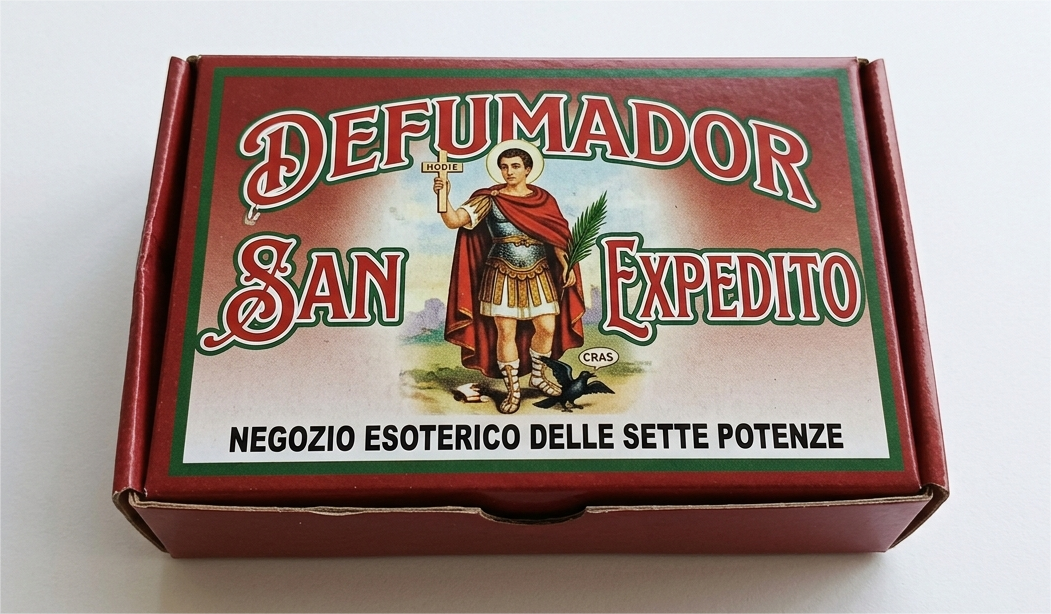 DEFUMADOR
HODIE
SAN EXPEDITO
CRAS
NEGOZIO ESOTERICO DELLE SETTE POTENZE